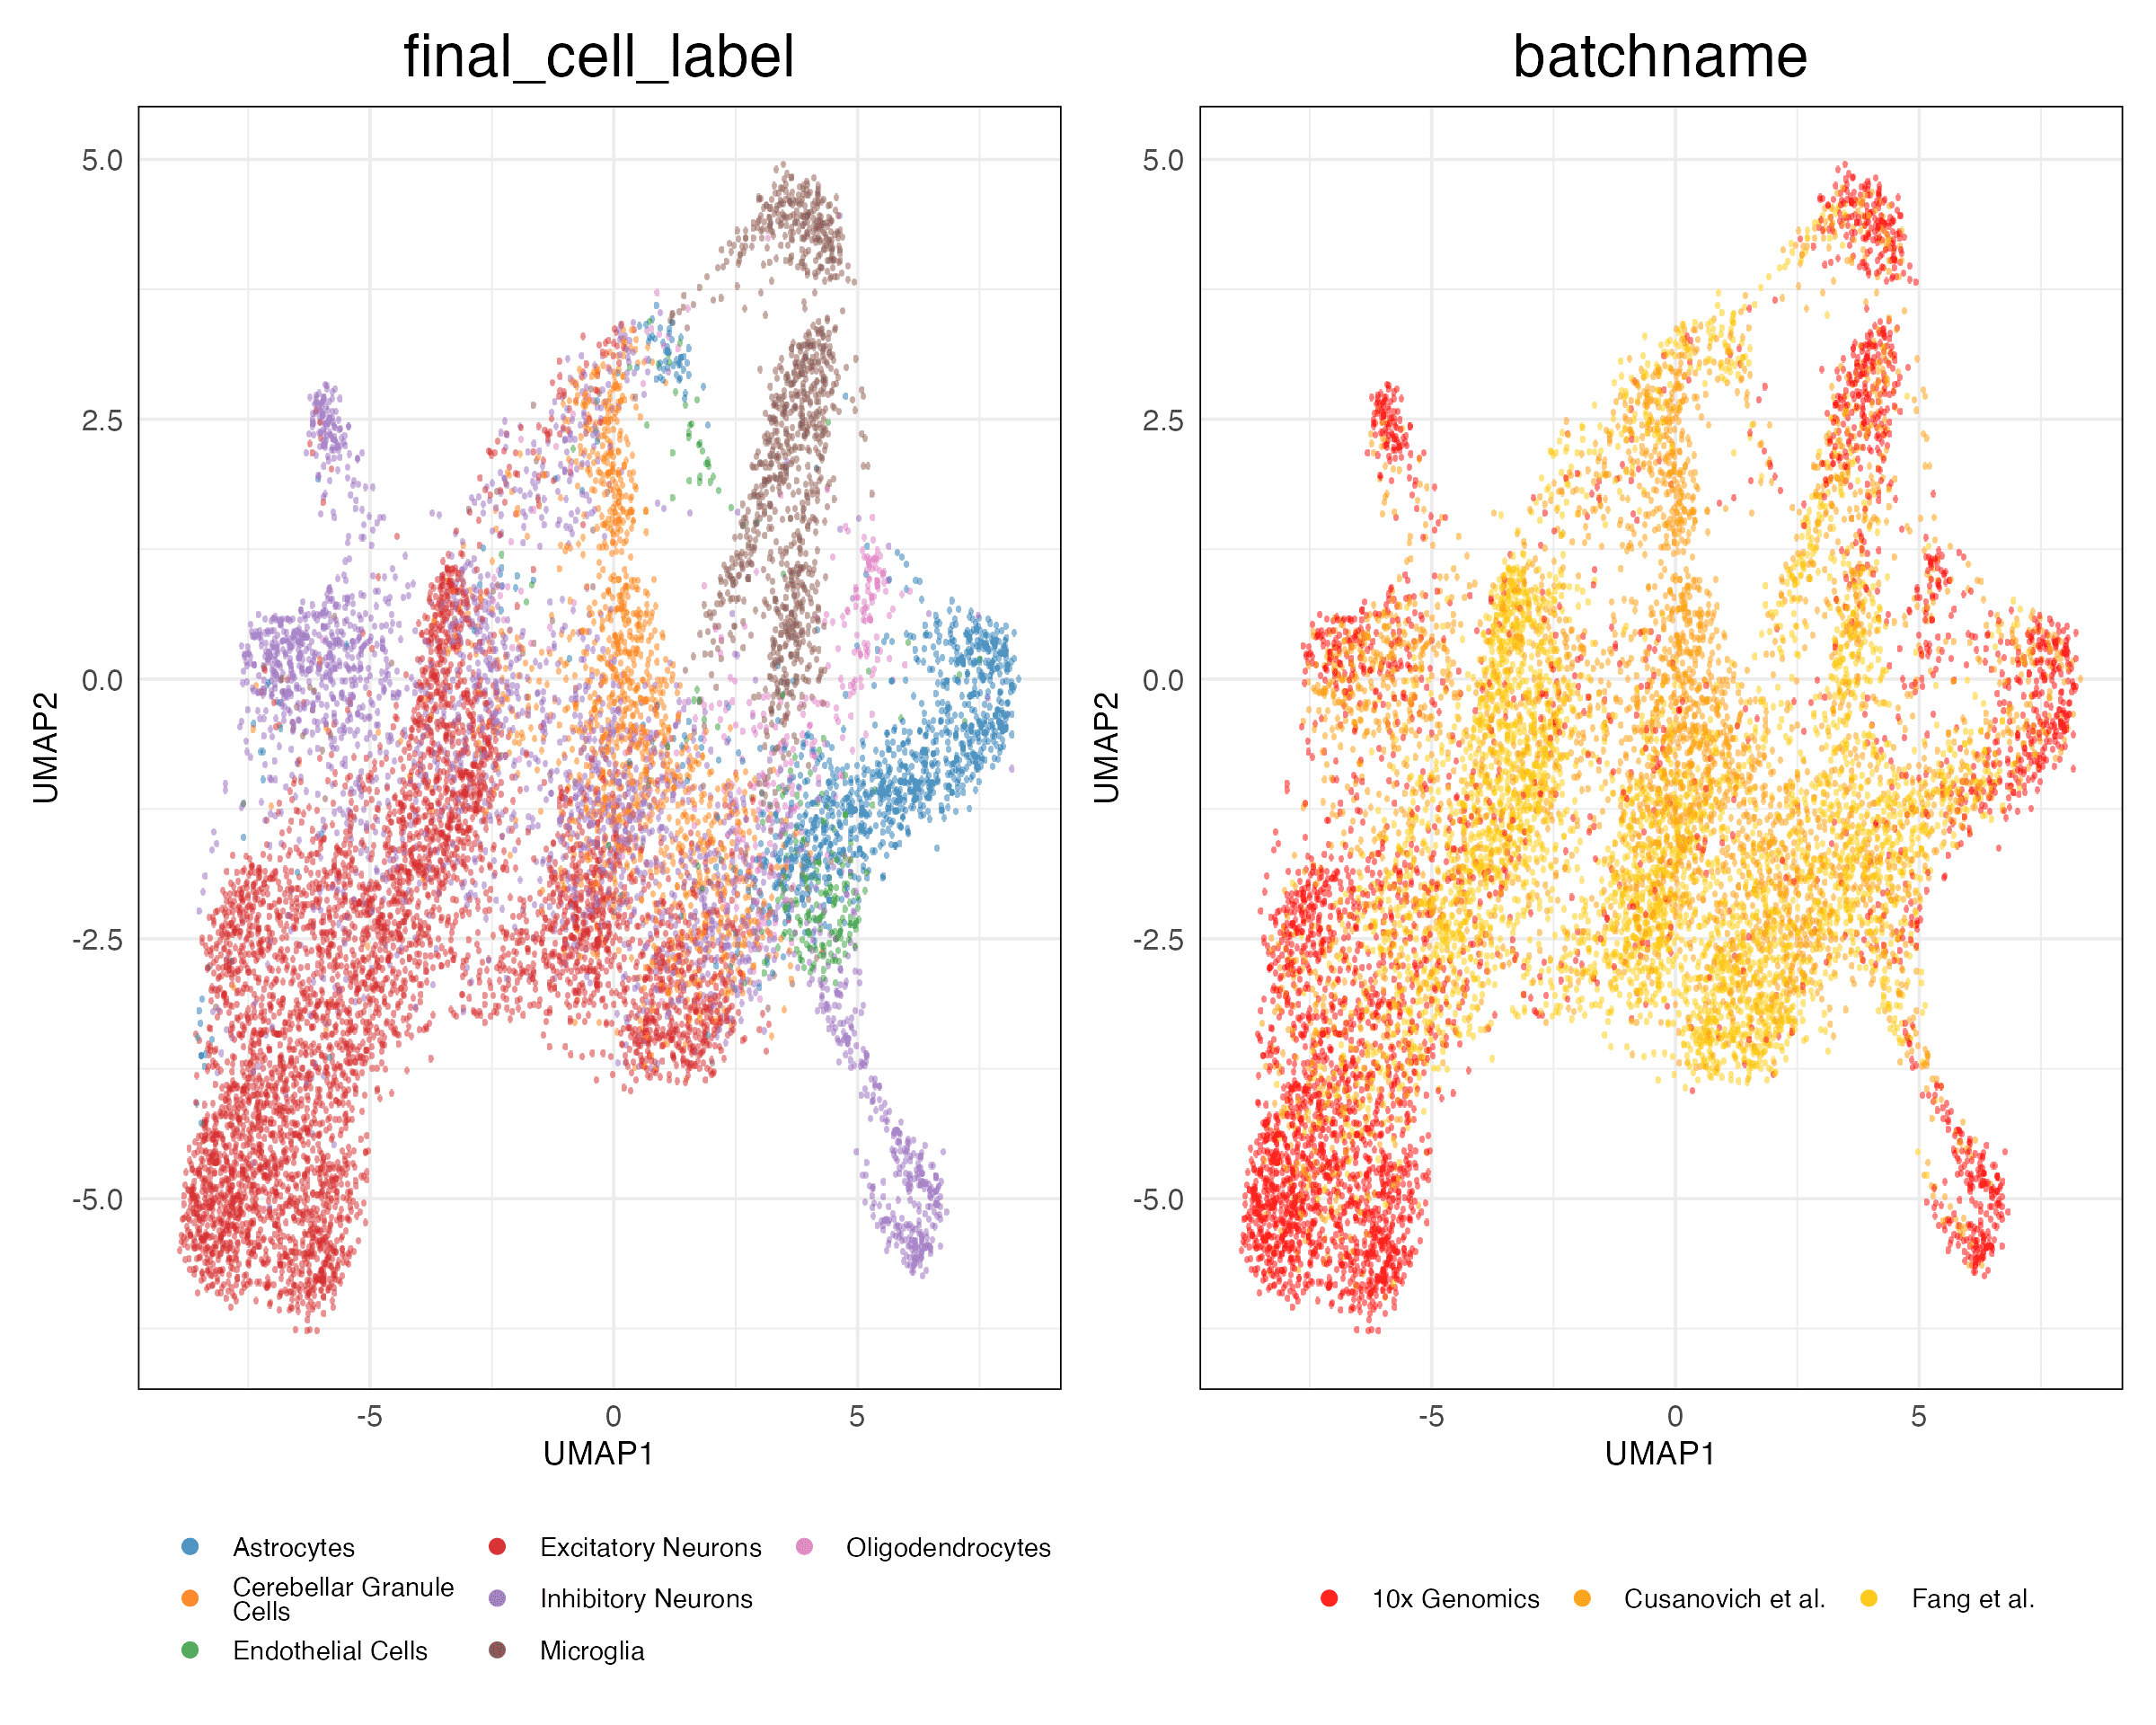 final_cell_label
batchname
5.0
2.5
0.0
-2.5
-5.0
UMAP2
-5
0
5
UMAP1
5.0
2.5
0.0
-2.5
-5.0
UMAP2
-5
0
5
UMAP1
Astrocytes
Excitatory Neurons
Oligodendrocytes
Cerebellar Granule
Cells
Inhibitory Neurons
Endothelial Cells
Microglia
10x Genomics
Cusanovich et al.
Fang et al.